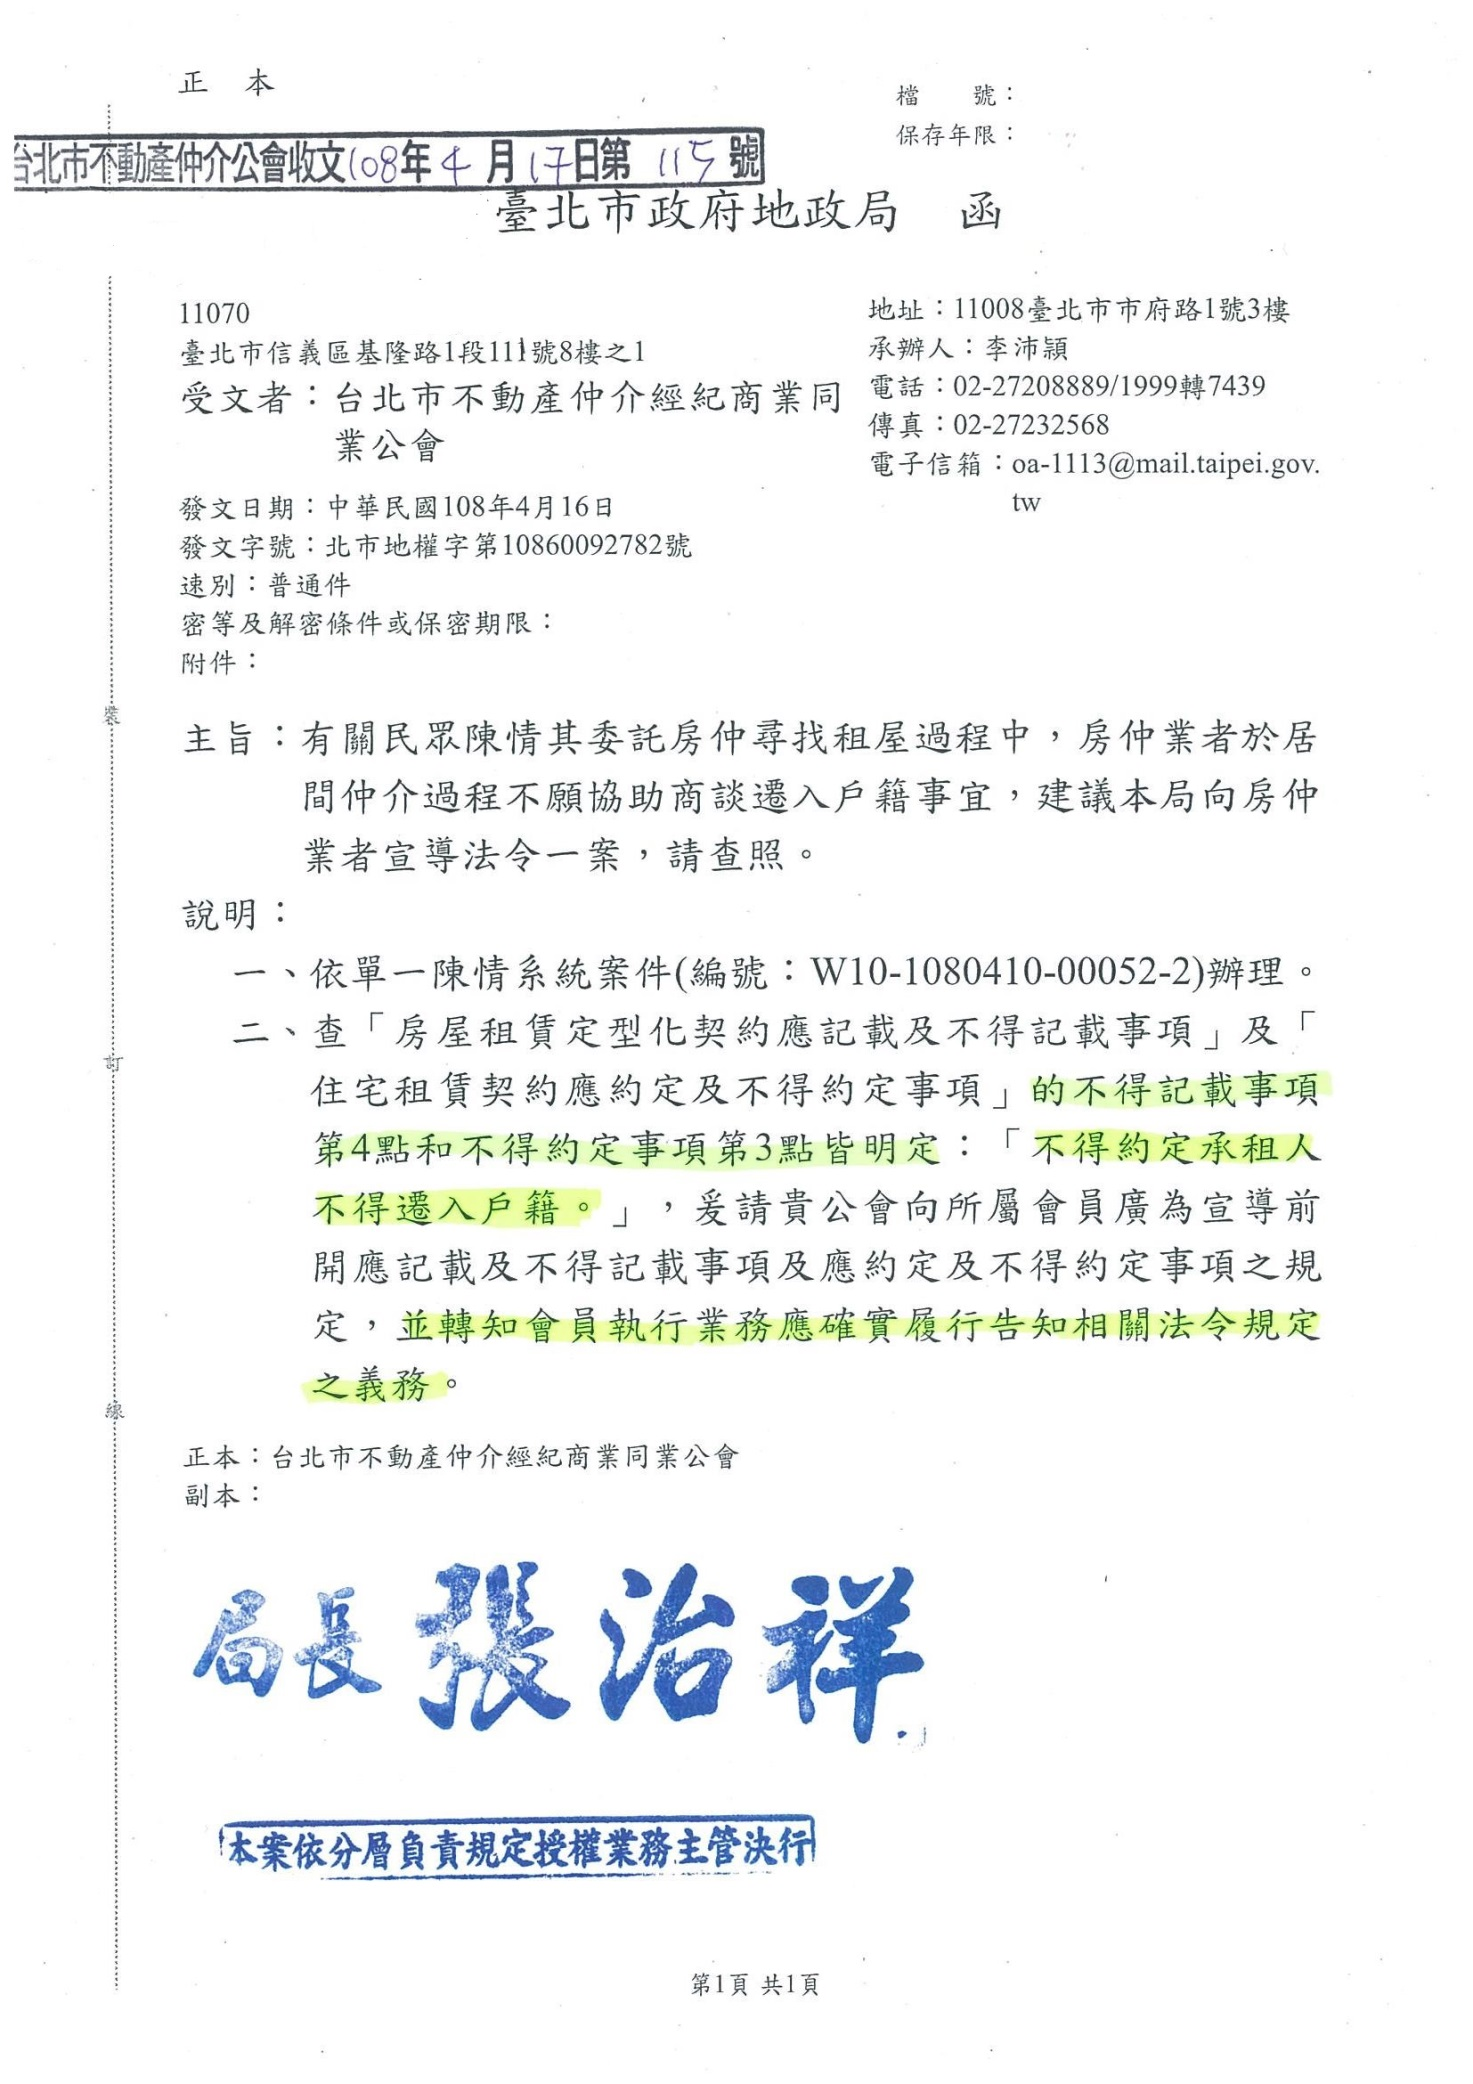 正　本
檔　　號：
保存年限：
台北市不動產仲介公會收文108年4月17日第115號
臺北市政府地政局　函
11070
臺北市信義區基隆路1段111號8樓之1
受文者：台北市不動產仲介經紀商業同
業公會
地址：11008臺北市市府路1號3樓
承辦人：李沛穎
電話：02-27208889/1999轉7439
傳真：02-27232568
電子信箱：oa-1113@mail.taipei.gov.
tw
發文日期：中華民國108年4月16日
發文字號：北市地權字第10860092782號
速別：普通件
密等及解密條件或保密期限：
附件：
主旨：有關民眾陳情其委託房仲尋找租屋過程中，房仲業者於居
間仲介過程不願協助商談遷入戶籍事宜，建議本局向房仲
業者宣導法令一案，請查照。
說明：
一、依單一陳情系統案件(編號：W10-1080410-00052-2)辦理。
二、查「房屋租賃定型化契約應記載及不得記載事項」及「
住宅租賃契約應約定及不得約定事項」的不得記載事項
第4點和不得約定事項第3點皆明定：「不得約定承租人
不得遷入戶籍。」，爰請貴公會向所屬會員廣為宣導前
開應記載及不得記載事項及應約定及不得約定事項之規
定，並轉知會員執行業務應確實履行告知相關法令規定
之義務。
裝
訂
線
正本：台北市不動產仲介經紀商業同業公會
副本：
局長 張治祥
本案依分層負責規定授權業務主管決行
第1頁 共1頁